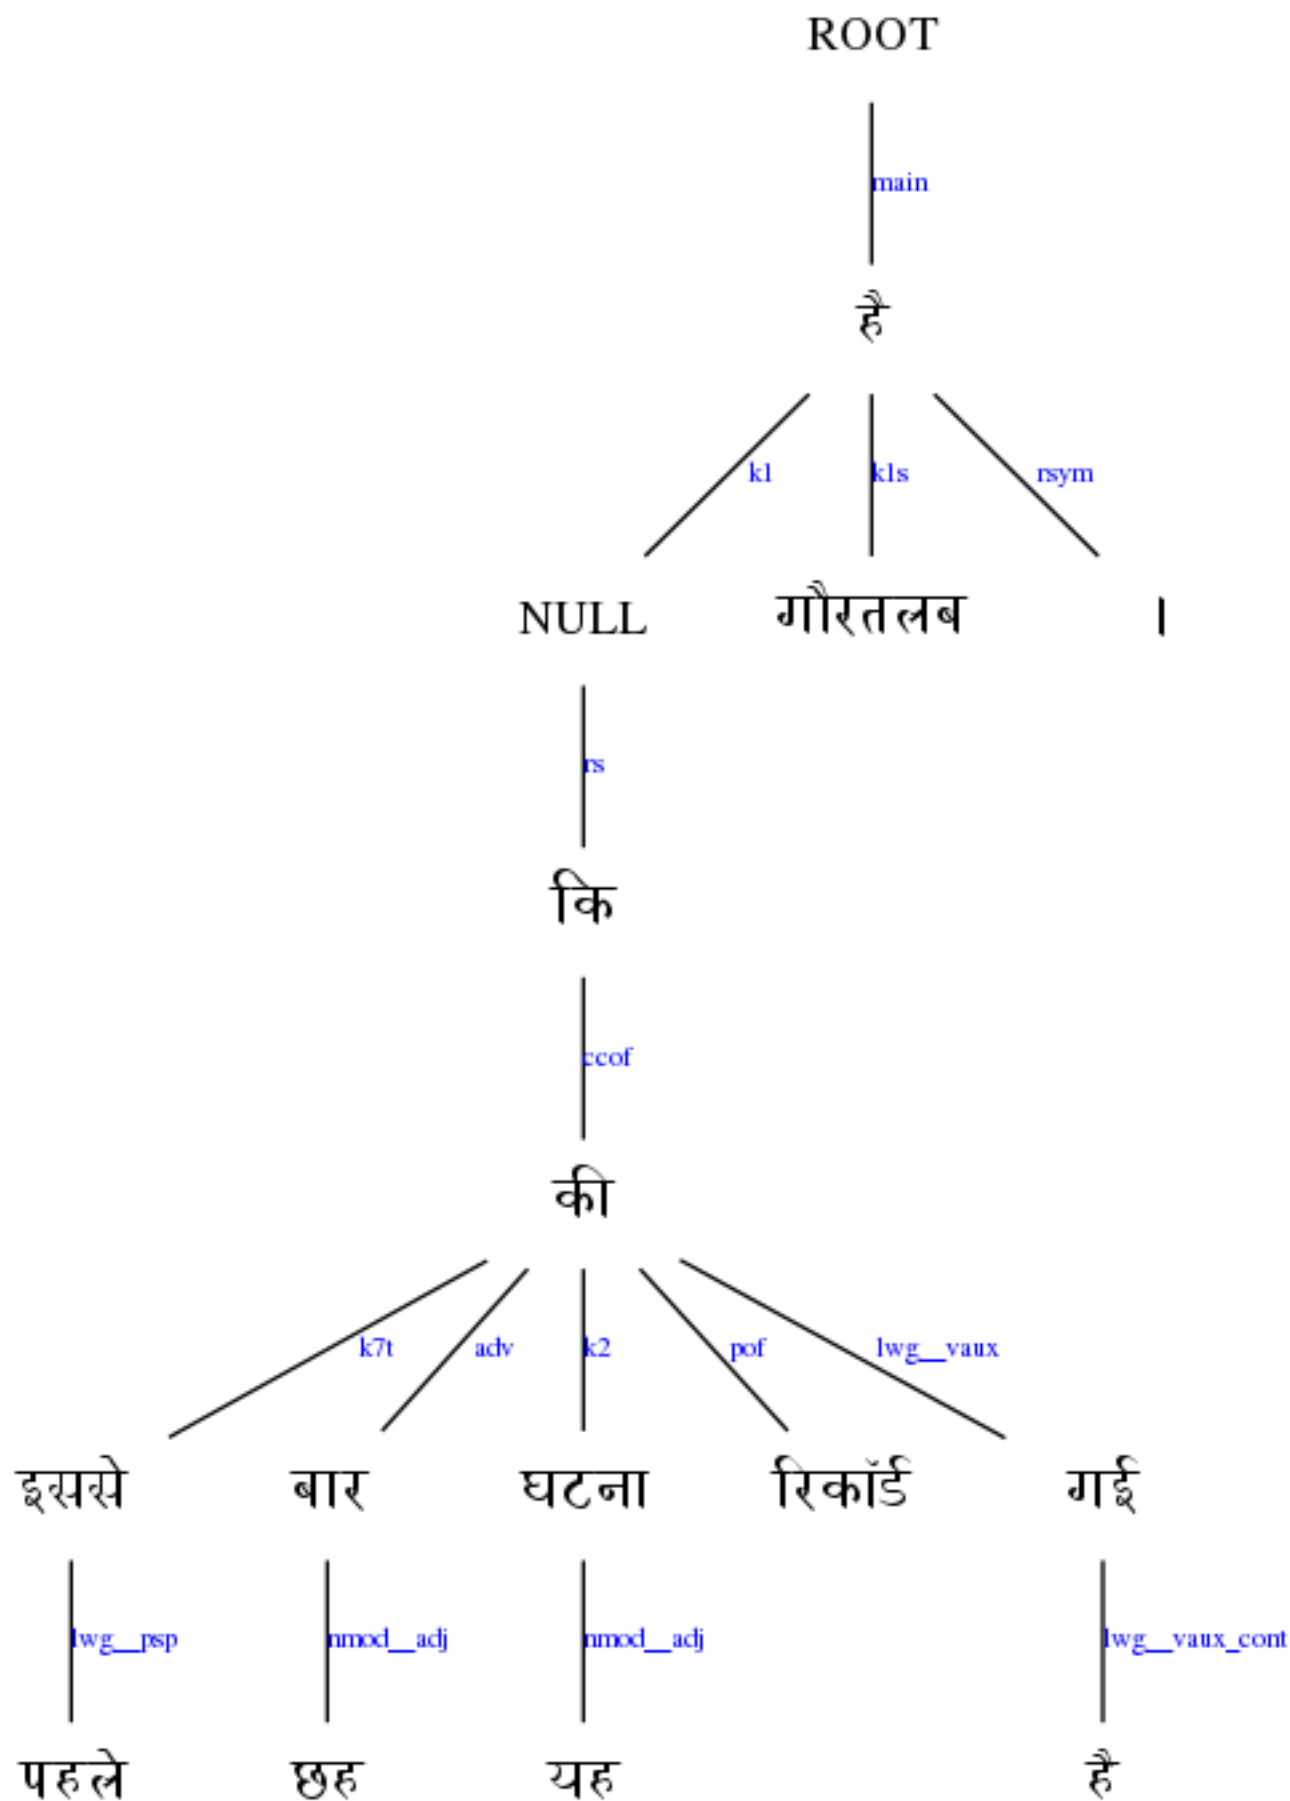 ROOT
main
है
k1 k1s rsym
NULL गौरतलब ।
rs
कि
ccof
की
k7t adv k2 pof lwg__vaux
इससे बार घटना रिकॉर्ड गई
lwg__psp nmod__adj nmod__adj lwg__vaux_cont
पहले छह यह है